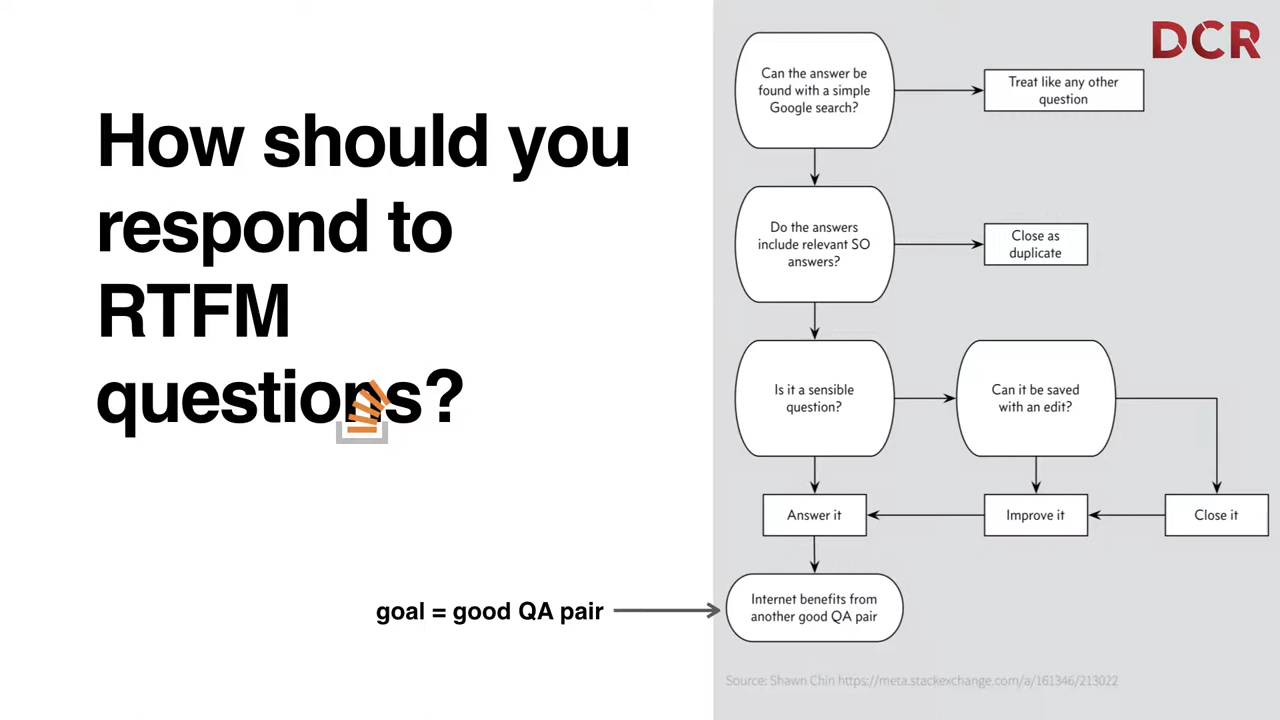 How should you
respond to
RTFM
questions?
goal = good QA pair
DCR
Can the answer be
found with a simple
Google search?
Treat like any other
question
Do the answers
include relevant SO
answers?
Close as
duplicate
Is it a sensible
question?
Can it be saved
with an edit?
Answer it
Improve it
Close it
Internet benefits from
another good QA pair
Source: Shawn Chin https://meta.stackexchange.com/a/161346/213022